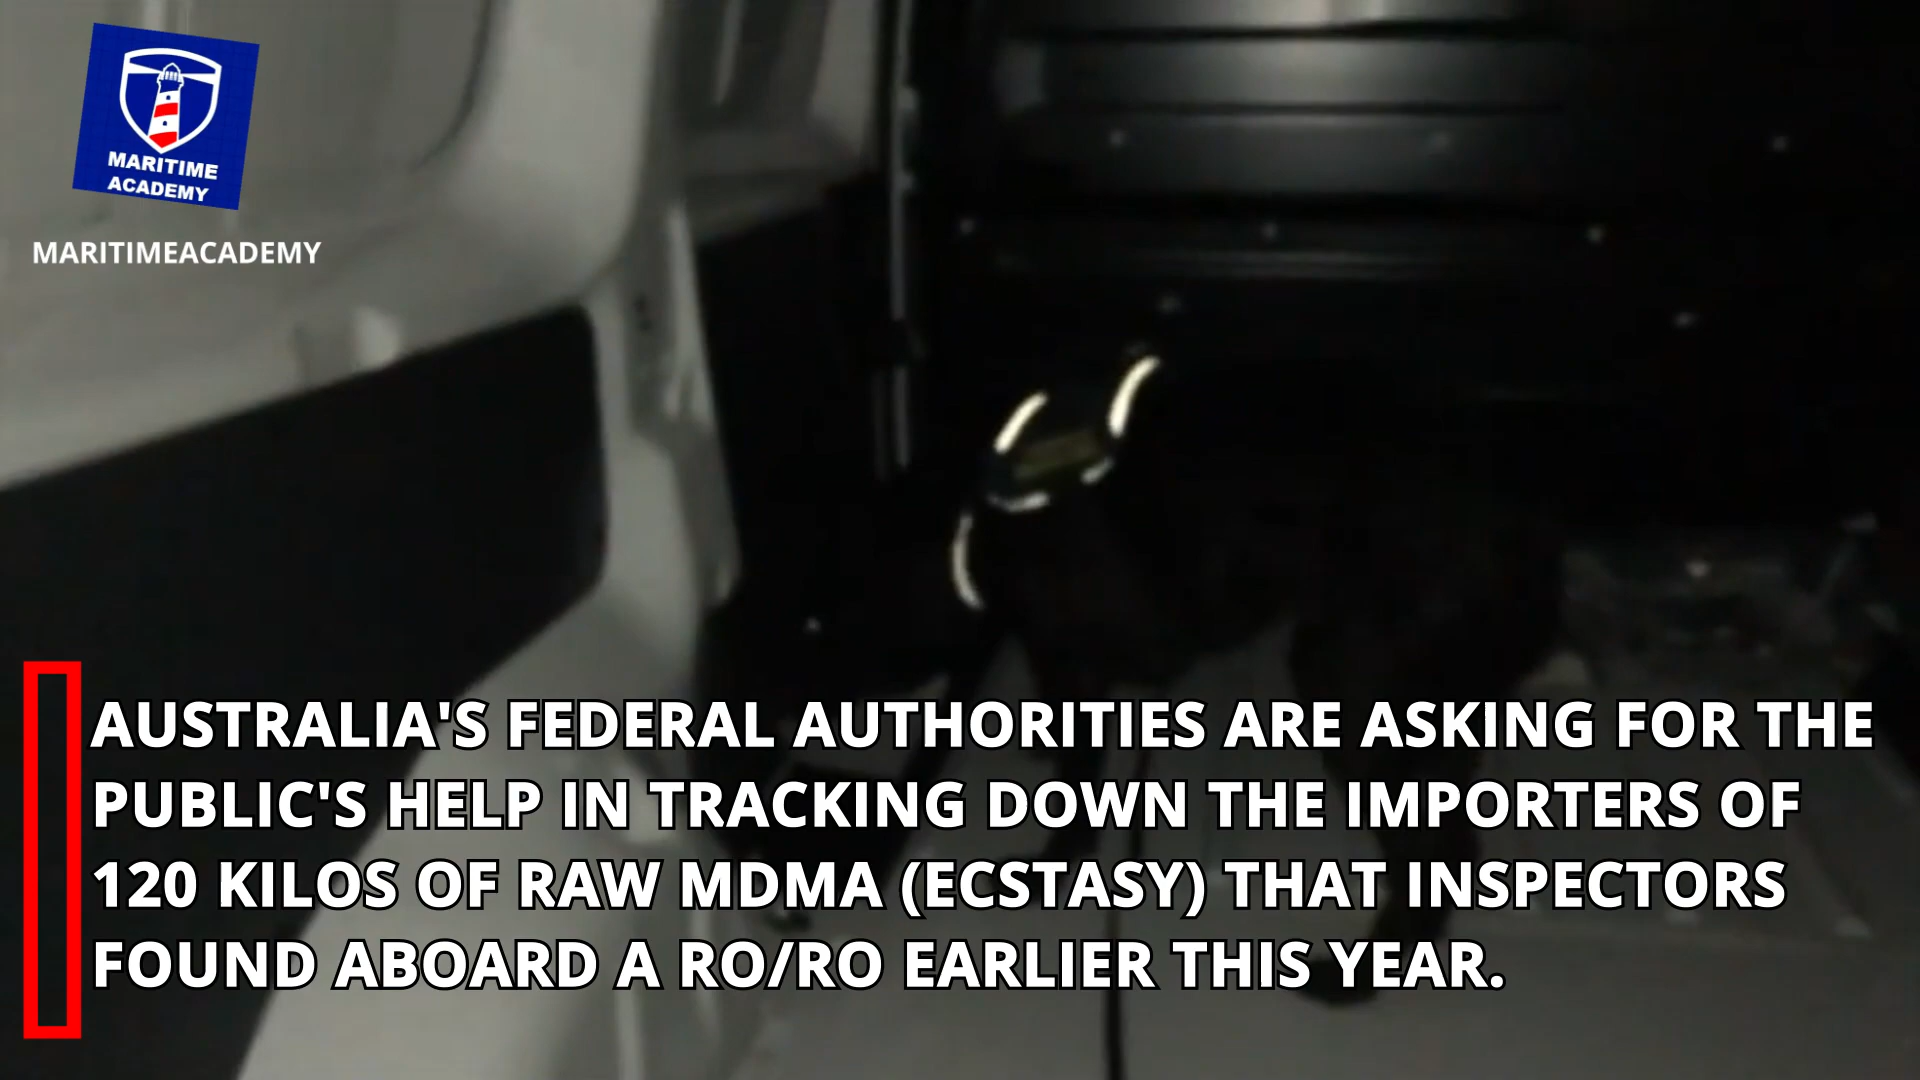 MARITIME
ACADEMY
MARITIMEACADEMY
AUSTRALIA'S FEDERAL AUTHORITIES ARE ASKING FOR THE
PUBLIC'S HELP IN TRACKING DOWN THE IMPORTERS OF
120 KILOS OF RAW MDMA (ECSTASY) THAT INSPECTORS
FOUND ABOARD A RO/RO EARLIER THIS YEAR.